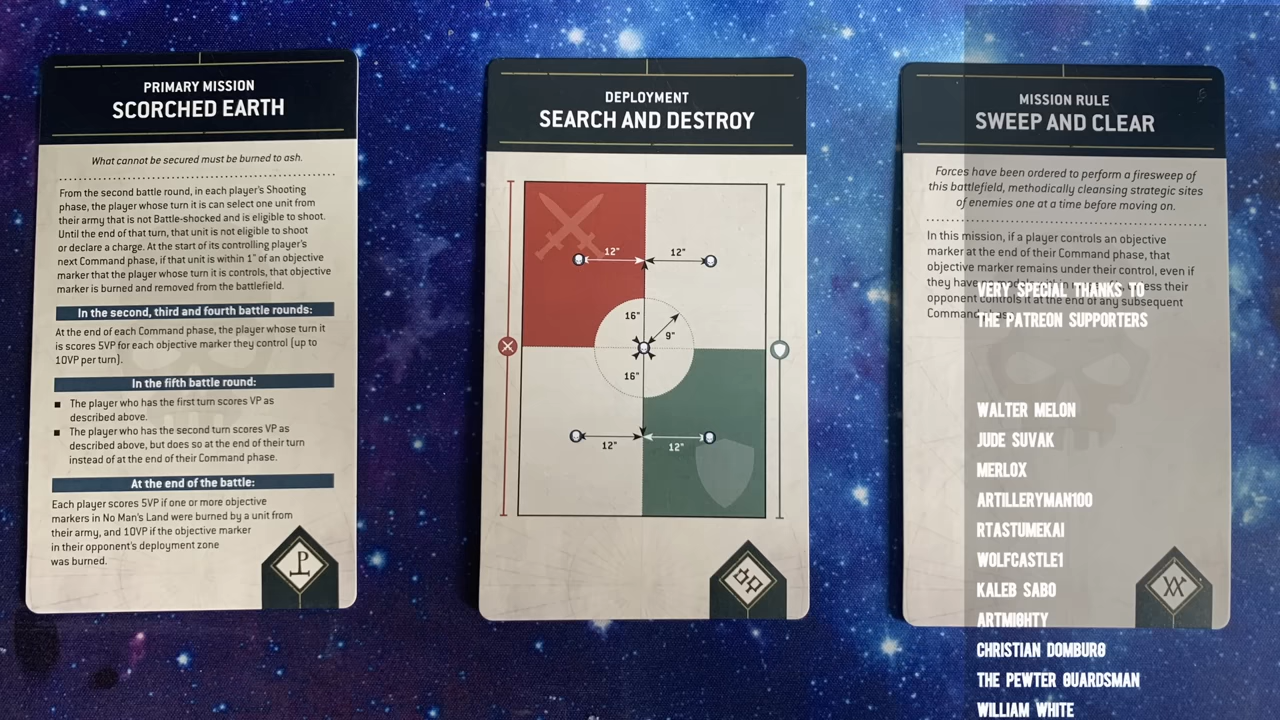 PRIMARY MISSION
SCORCHED EARTH
What cannot be secured must be burned to ash.
From the second battle round, in each player's Shooting
phase, the player whose turn it is can select one unit from
their army that is not Battle-shocked and is eligible to shoot.
Until the end of that turn, that unit is not eligible to shoot
or declare a charge. At the start of its controlling player's
next Command phase, if that unit is within 1" of an objective
marker that the player whose turn it is controls, that objective
marker is burned and removed from the battlefield.
In the second, third and fourth battle rounds:
At the end of each Command phase, the player whose turn it
is scores 5VP for each objective marker they control (up to
10VP per turn).
In the fifth battle round:
■ The player who has the first turn scores VP as
described above.
■ The player who has the second turn scores VP as
described above, but does so at the end of their turn
instead of at the end of their Command phase.
At the end of the battle:
Each player scores 5VP if one or more objective
markers in No Man's Land were burned by a unit from
their army, and 10VP if the objective marker
in their opponent's deployment zone
was burned.
DEPLOYMENT
SEARCH AND DESTROY
12" 12"
16"
9"
16"
12" 12"
MISSION RULE
SWEEP AND CLEAR
Forces have been ordered to perform a firesweep of
this battlefield, methodically cleansing strategic sites
of enemies one at a time before moving on.
In this mission, if a player controls an objective
marker at the end of their Command phase, that
objective marker remains under their control, even if
they have
their
opponent controls it at the end of any subsequent
Command
VERY SPECIAL THANKS TO
THE PATREON SUPPORTERS
WALTER MELON
JUDE SUVAK
MERLOX
ARTILLERYMAN100
RTASTUMEKAI
WOLFCASTLE1
KALEB SABO
ARTMIGHTY
CHRISTIAN DOMBURG
THE PEWTER GUARDSMAN
WILLIAM WHITE